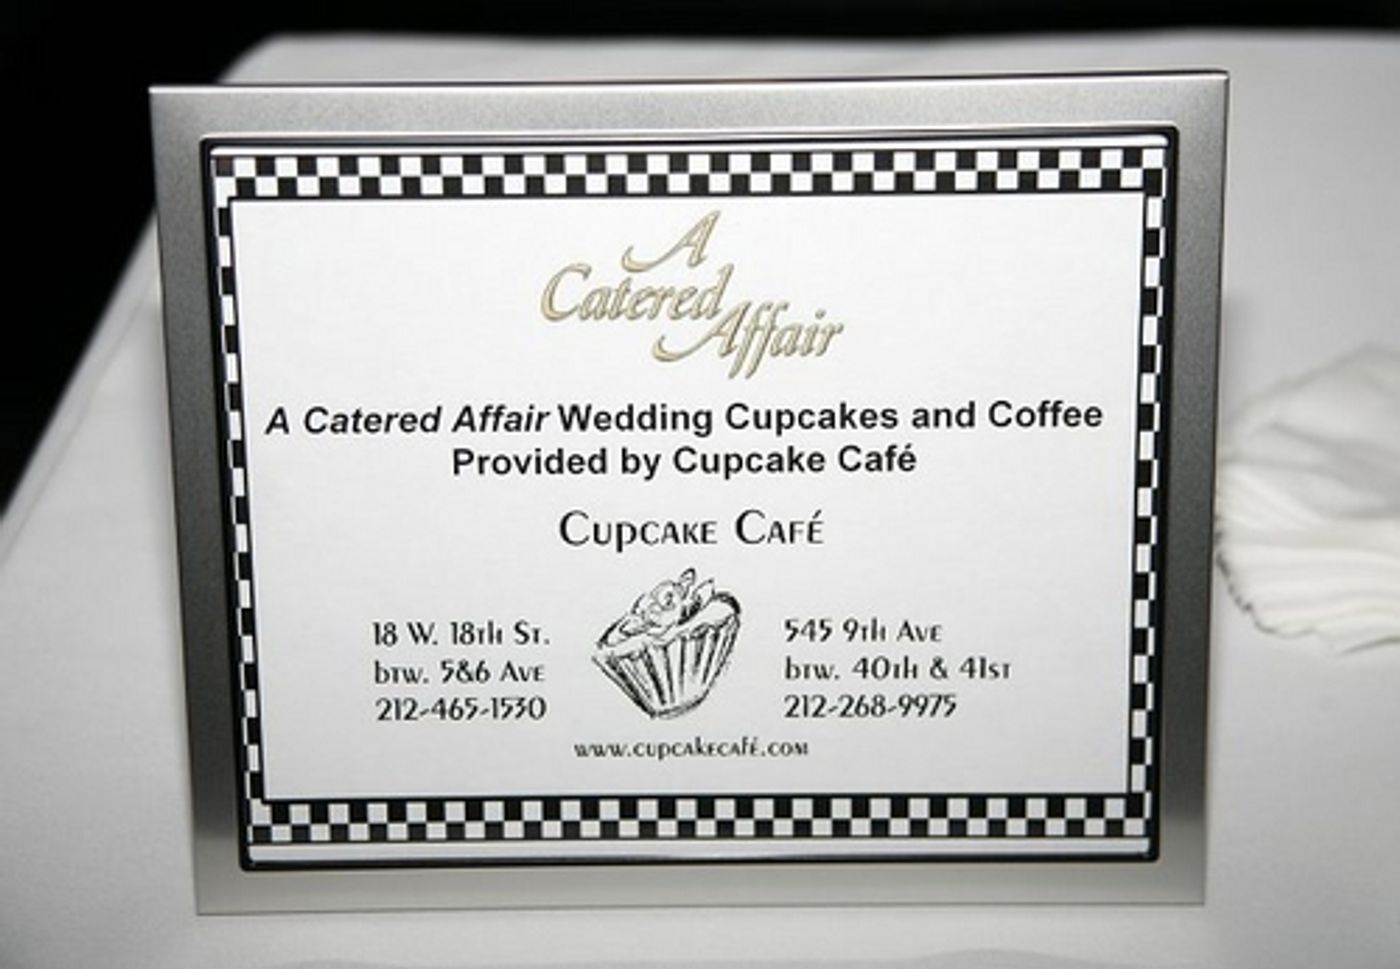 A
Catered
Affair
A Catered Affair Wedding Cupcakes and Coffee
Provided by Cupcake Café
Cupcake Café
18 W. 18th St.
btw. 5&6 Ave
212-465-1530
545 9th Ave
btw. 40th & 41st
212-268-9975
www.cupcakecafé.com